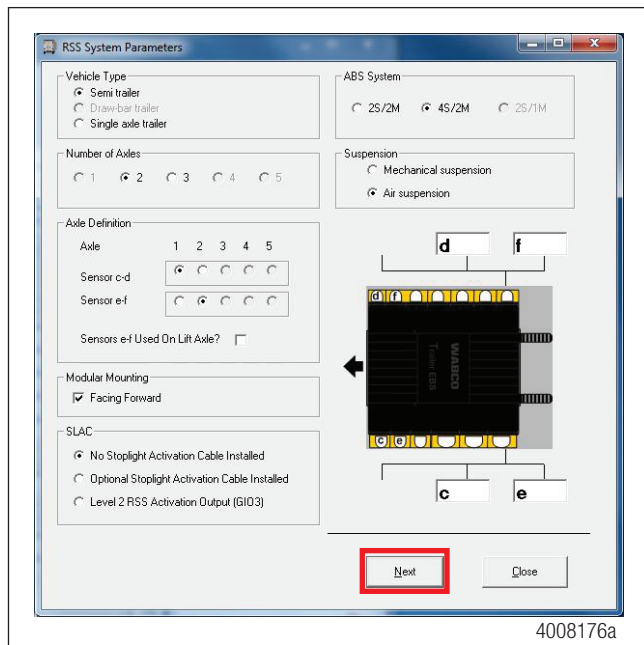 RSS System Parameters
Vehicle Type
Semi trailer
Draw-bar trailer
Single axle trailer
ABS System
2S/2M 4S/2M 2S/1M
Number of Axles
1 2 3 4 5
Suspension
Mechanical suspension
Air suspension
Axle Definition
Axle 1 2 3 4 5
Sensor c-d
Sensor e-f
Sensors e-f Used On Lift Axle?
d f
d f
WABCO
Trailer EBS
c e
c e
Modular Mounting
Facing Forward
SLAC
No Stoplight Activation Cable Installed
Optional Stoplight Activation Cable Installed
Level 2 RSS Activation Output (GIO3)
Next Close
4008176a